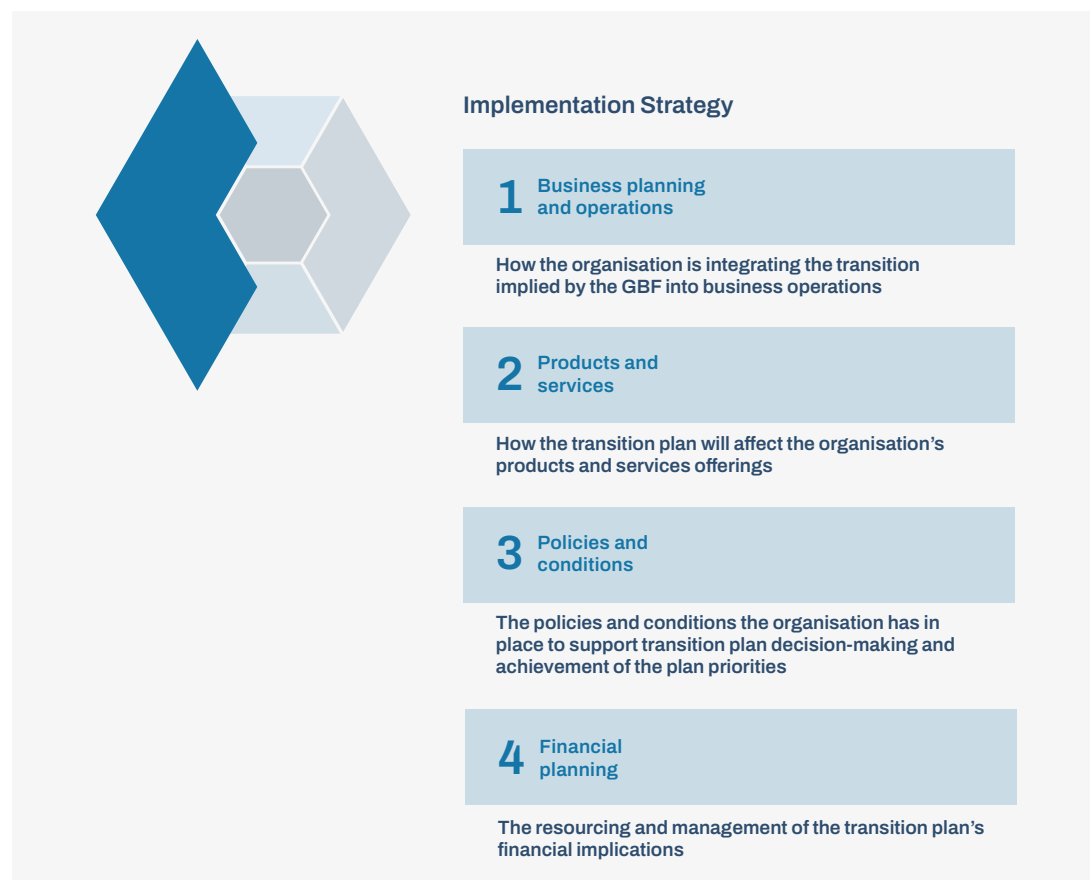 Implementation Strategy
1
Business planning
and operations
How the organisation is integrating the transition
implied by the GBF into business operations
2
Products and
services
How the transition plan will affect the organisation’s
products and services offerings
3
Policies and
conditions
The policies and conditions the organisation has in
place to support transition plan decision-making and
achievement of the plan priorities
4
Financial
planning
The resourcing and management of the transition plan’s
financial implications